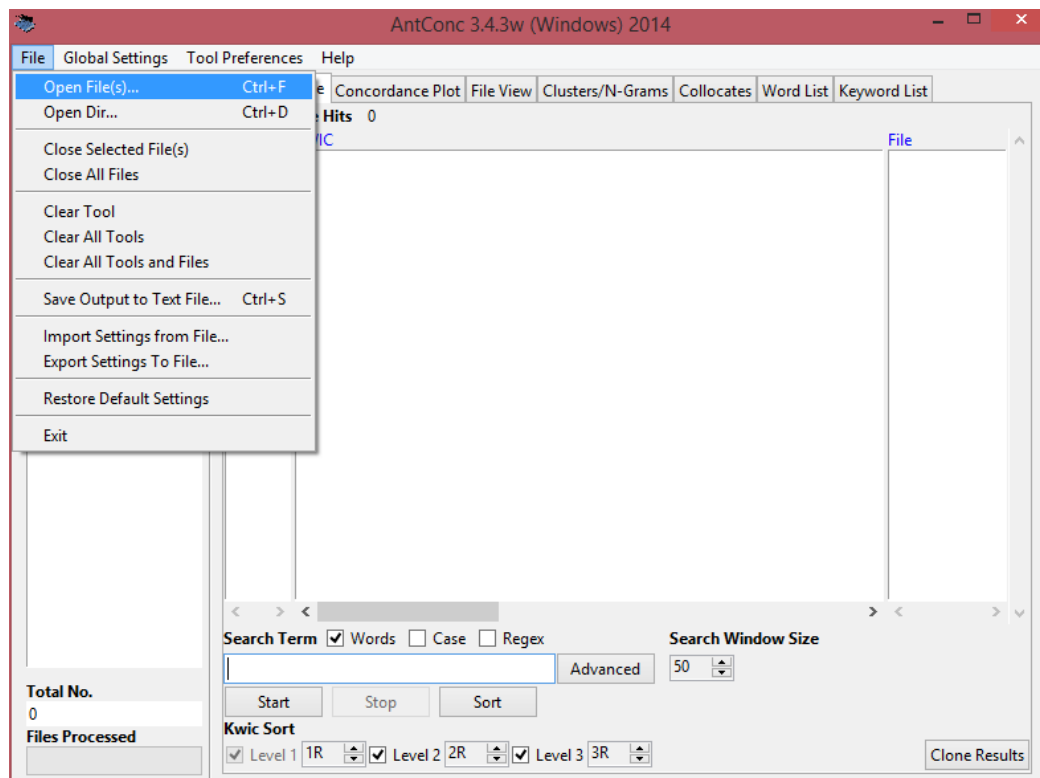 AntConc 3.4.3w (Windows) 2014
File Global Settings Tool Preferences Help
Open File(s)... Ctrl+F
Open Dir... Ctrl+D
Close Selected File(s)
Close All Files
Clear Tool
Clear All Tools
Clear All Tools and Files
Save Output to Text File... Ctrl+S
Import Settings from File...
Export Settings To File...
Restore Default Settings
Exit
Concordance Plot File View Clusters/N-Grams Collocates Word List Keyword List
Hits 0
File
Search Term Words Case Regex Search Window Size
Advanced 50
Start Stop Sort
Kwic Sort
Level 1 1R Level 2 2R Level 3 3R Clone Results
Total No.
0
Files Processed